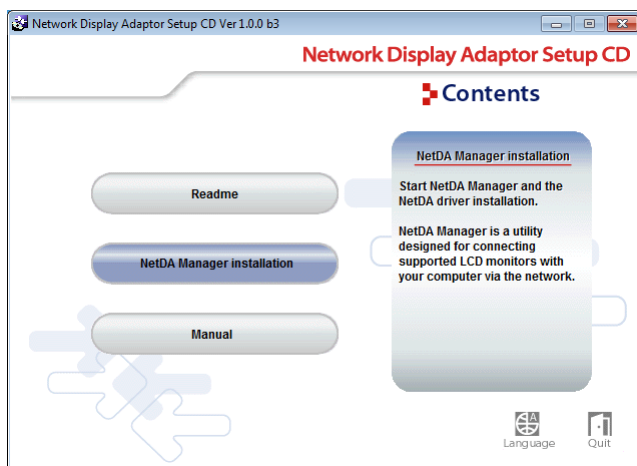 Network Display Adaptor Setup CD Ver 1.0.0 b3
Network Display Adaptor Setup CD
Contents
Readme
NetDA Manager installation
Manual
NetDA Manager installation
Start NetDA Manager and the
NetDA driver installation.
NetDA Manager is a utility
designed for connecting
supported LCD monitors with
your computer via the network.
A
Language
Quit